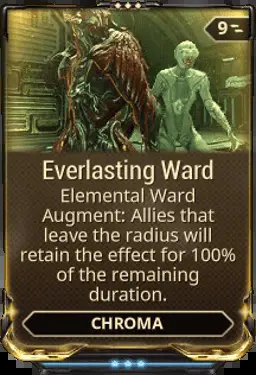 9
Everlasting Ward
Elemental Ward
Augment: Allies that
leave the radius will
retain the effect for 100%
of the remaining
duration.
CHROMA